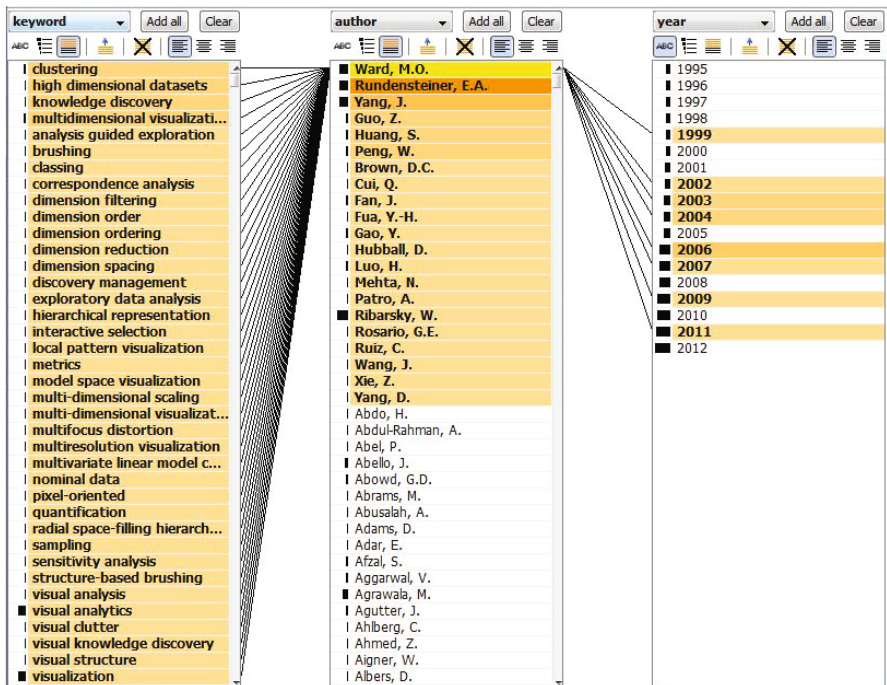 keyword
Add all
Clear
ABC
clustering
high dimensional datasets
knowledge discovery
multidimensional visualizati...
analysis guided exploration
brushing
classing
correspondence analysis
dimension filtering
dimension order
dimension ordering
dimension reduction
dimension spacing
discovery management
exploratory data analysis
hierarchical representation
interactive selection
local pattern visualization
metrics
model space visualization
multi-dimensional scaling
multi-dimensional visualizat...
multifocus distortion
multiresolution visualization
multivariate linear model c...
nominal data
pixel-oriented
quantification
radial space-filling hierarch...
sampling
sensitivity analysis
structure-based brushing
visual analysis
visual analytics
visual clutter
visual knowledge discovery
visual structure
visualization
author
Add all
Clear
ABC
Ward, M.O.
Rundensteiner, E.A.
Yang, J.
Guo, Z.
Huang, S.
Peng, W.
Brown, D.C.
Cui, Q.
Fan, J.
Fua, Y.-H.
Gao, Y.
Hubball, D.
Luo, H.
Mehta, N.
Patro, A.
Ribarsky, W.
Rosario, G.E.
Ruiz, C.
Wang, J.
Xie, Z.
Yang, D.
Abdo, H.
Abdul-Rahman, A.
Abel, P.
Abello, J.
Abowd, G.D.
Abrams, M.
Abusalah, A.
Adams, D.
Adar, E.
Afzal, S.
Aggarwal, V.
Agrawala, M.
Agutter, J.
Ahlberg, C.
Ahmed, Z.
Aigner, W.
Albers, D.
year
Add all
Clear
ABC
1995
1996
1997
1998
1999
2000
2001
2002
2003
2004
2005
2006
2007
2008
2009
2010
2011
2012